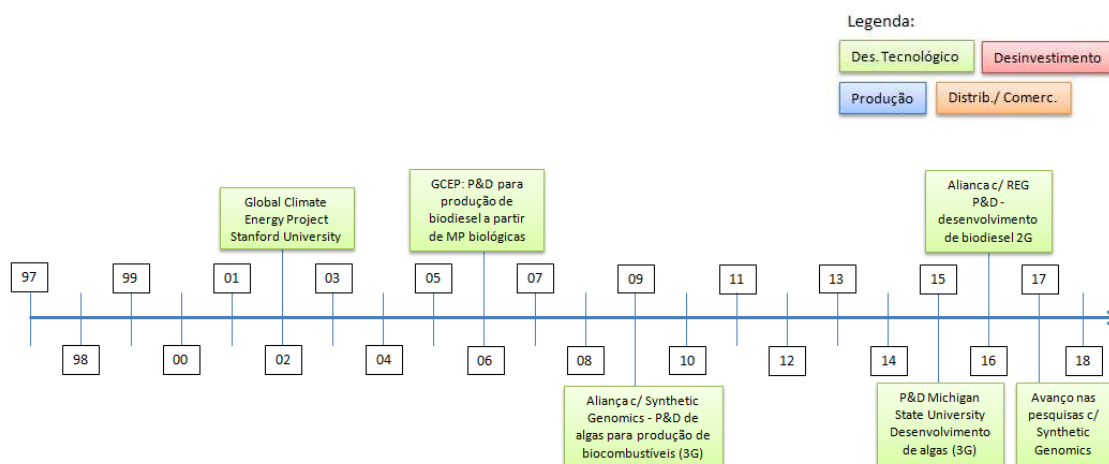 Legenda:
Des. Tecnológico
Desinvestimento
Produção
Distrib./ Comerc.
Global Climate
Energy Project
Stanford University
GCEP: P&D para
produção de
biodiesel a partir
de MP biológicas
Alianca c/ REG
P&D -
desenvolvimento
de biodiesel 2G
97
99
01
03
05
07
09
11
13
15
17
98
00
02
04
06
08
10
12
14
16
18
Aliança c/ Synthetic
Genomics - P&D de
algas para produção de
biocombustíveis (3G)
P&D Michigan
State University
Desenvolvimento
de algas (3G)
Avanço nas
pesquisas c/
Synthetic
Genomics